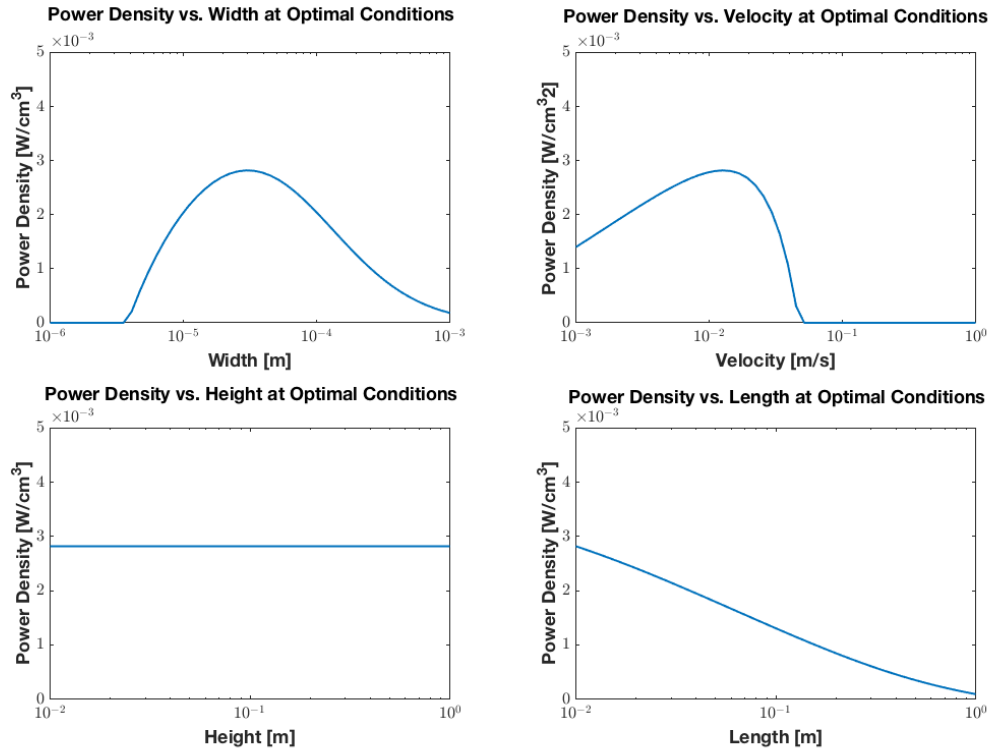 Power Density vs. Width at Optimal Conditions
×10⁻³
5
4
3
2
1
0
Power Density [W/cm³]
10⁻⁶ 10⁻⁵ 10⁻⁴ 10⁻³
Width [m]
Power Density vs. Velocity at Optimal Conditions
×10⁻³
5
4
3
2
1
0
Power Density [W/cm³2]
10⁻³ 10⁻² 10⁻¹ 10⁰
Velocity [m/s]
Power Density vs. Height at Optimal Conditions
×10⁻³
5
4
3
2
1
0
Power Density [W/cm³]
10⁻² 10⁻¹ 10⁰
Height [m]
Power Density vs. Length at Optimal Conditions
×10⁻³
5
4
3
2
1
0
Power Density [W/cm³]
10⁻² 10⁻¹ 10⁰
Length [m]